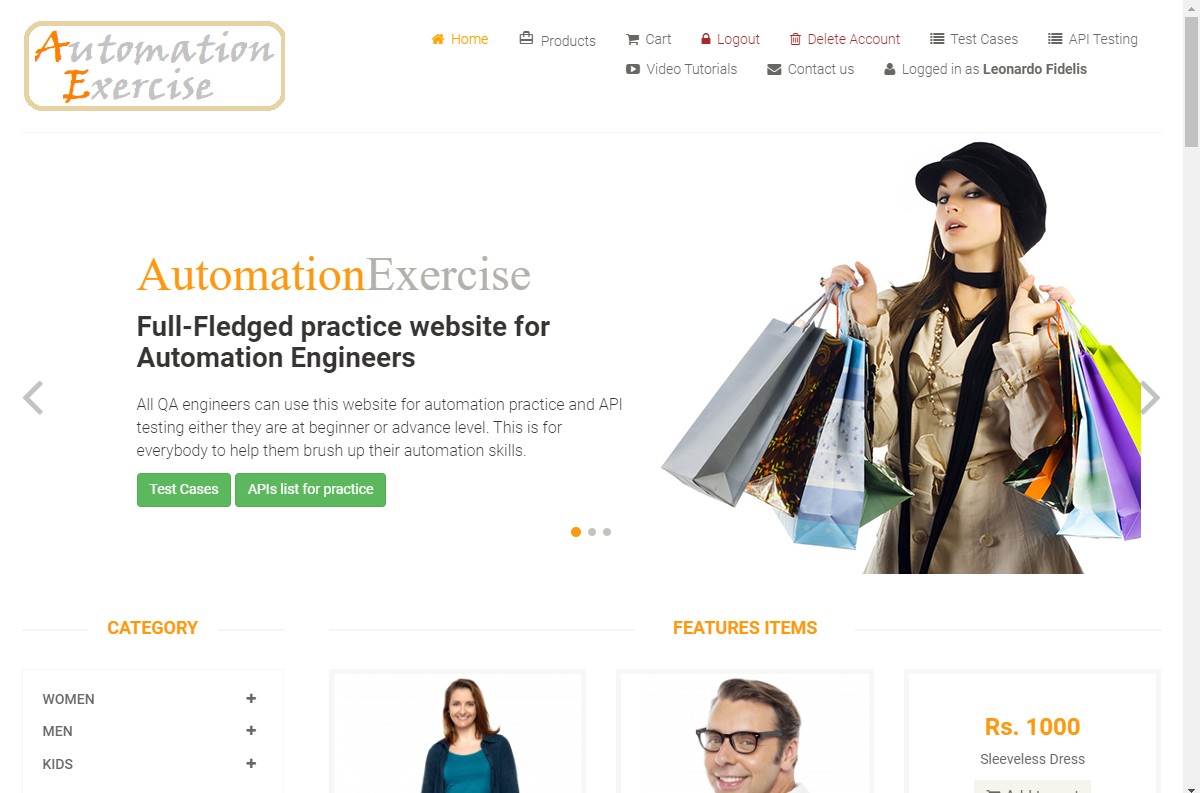 Automation
Exercise
Home
Products
Cart
Logout
Delete Account
Test Cases
API Testing
Video Tutorials
Contact us
Logged in as Leonardo Fidelis
AutomationExercise
Full-Fledged practice website for
Automation Engineers
All QA engineers can use this website for automation practice and API
testing either they are at beginner or advance level. This is for
everybody to help them brush up their automation skills.
Test Cases
APIs list for practice
CATEGORY
WOMEN
MEN
KIDS
FEATURES ITEMS
Rs. 1000
Sleeveless Dress